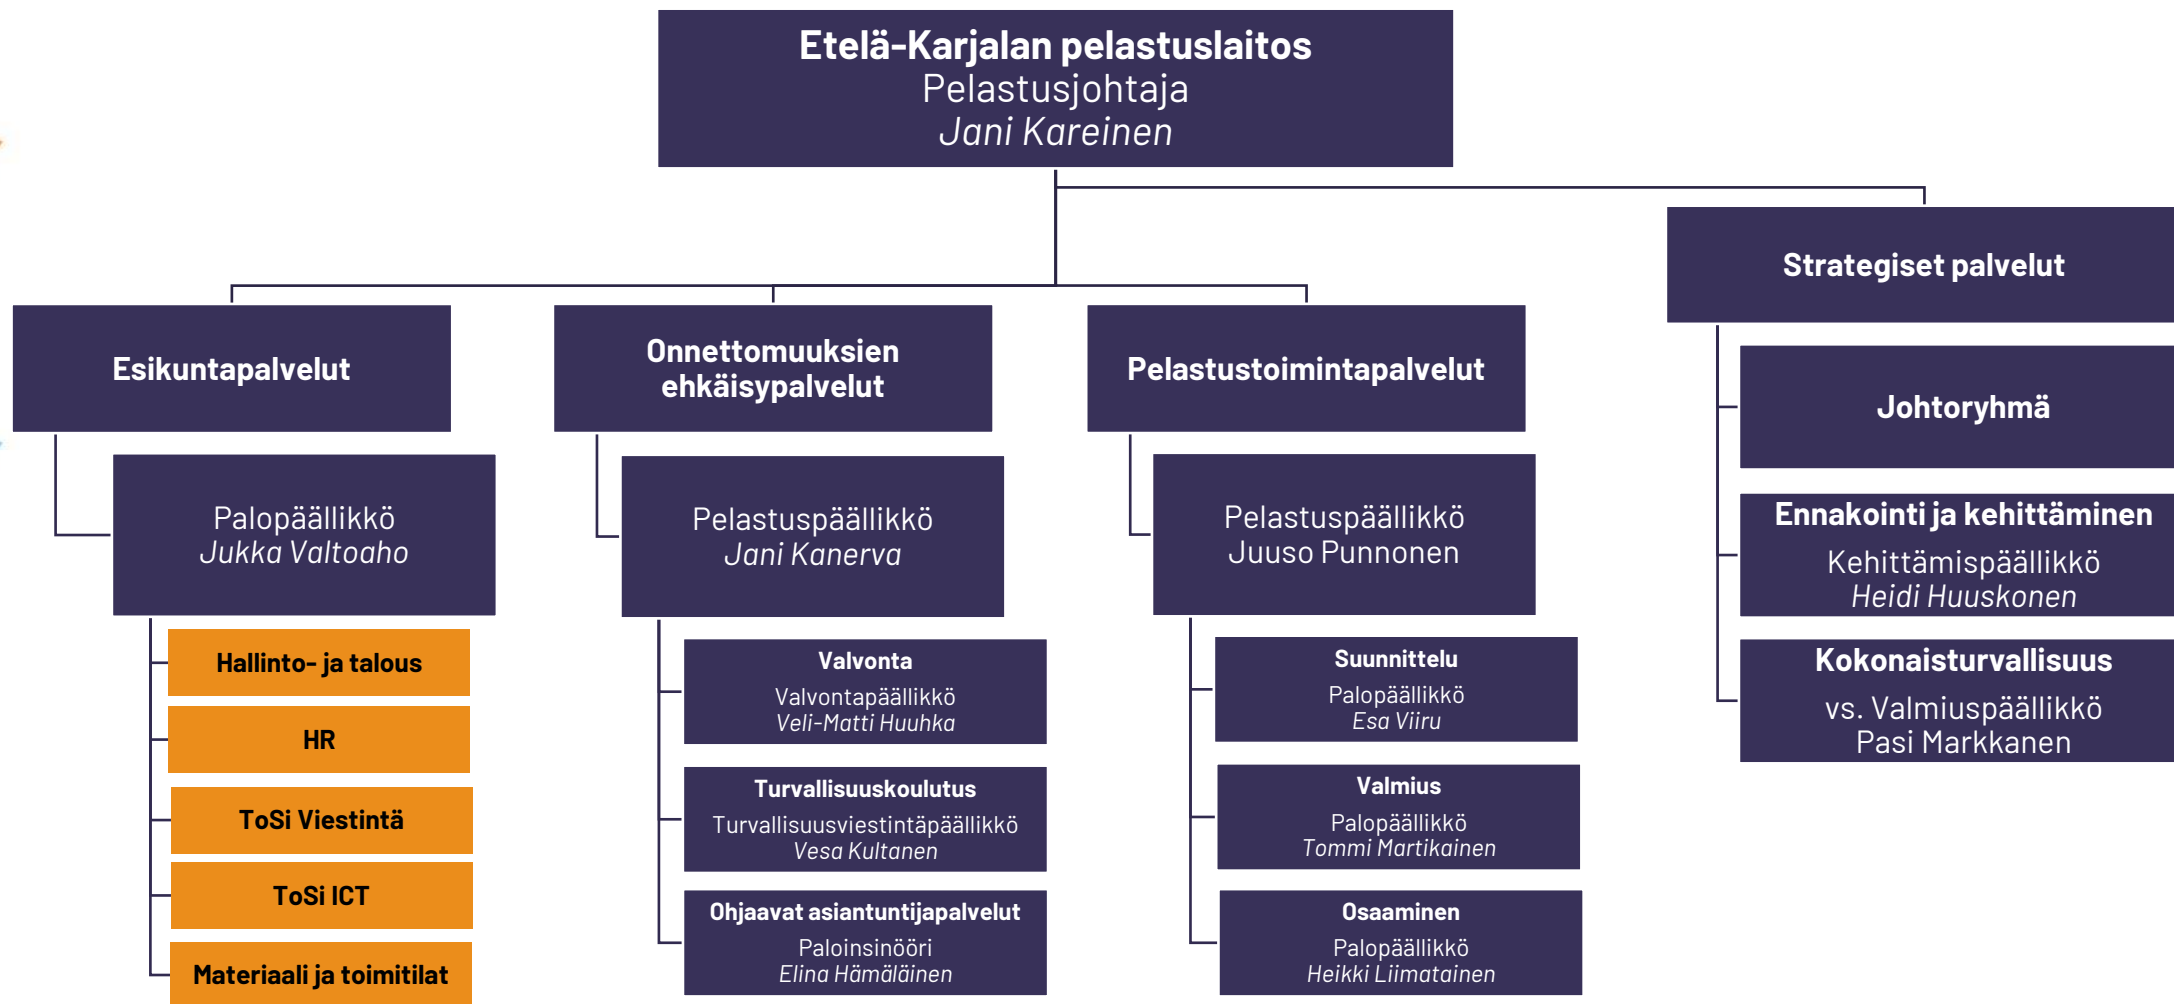 Etelä-Karjalan pelastuslaitos
Pelastusjohtaja
Jani Kareinen
Esikuntapalvelut
Palopäällikkö
Jukka Valtoaho
Hallinto- ja talous
HR
ToSi Viestintä
ToSi ICT
Materiaali ja toimitilat
Onnettomuuksien
ehkäisypalvelut
Pelastuspäällikkö
Jani Kanerva
Valvonta
Valvontapäällikkö
Veli-Matti Huuhka
Turvallisuuskoulutus
Turvallisuusviestintäpäällikkö
Vesa Kultanen
Ohjaavat asiantuntijapalvelut
Paloinsinööri
Elina Hämäläinen
Pelastustoimintapalvelut
Pelastuspäällikkö
Juuso Punnonen
Suunnittelu
Palopäällikkö
Esa Viiru
Valmius
Palopäällikkö
Tommi Martikainen
Osaaminen
Palopäällikkö
Heikki Liimatainen
Strategiset palvelut
Johtoryhmä
Ennakointi ja kehittäminen
Kehittämispäällikkö
Heidi Huuskonen
Kokonaisturvallisuus
vs. Valmiuspäällikkö
Pasi Markkanen